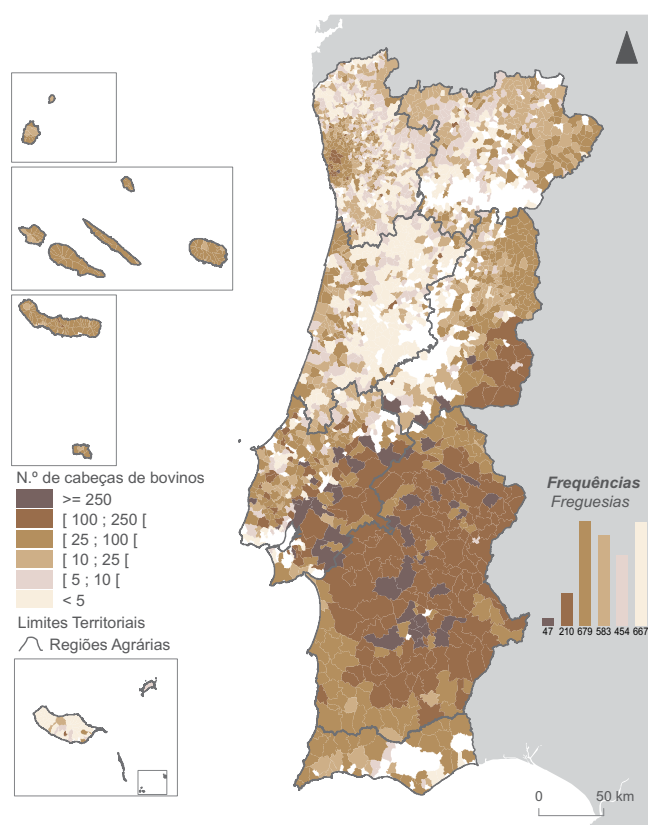 N.º de cabeças de bovinos
>= 250
[ 100 ; 250 [
[ 25 ; 100 [
[ 10 ; 25 [
[ 5 ; 10 [
< 5
Limites Territoriais
Regiões Agrárias
Frequências
Freguesias
47 210 679 583 454 667
0 50 km